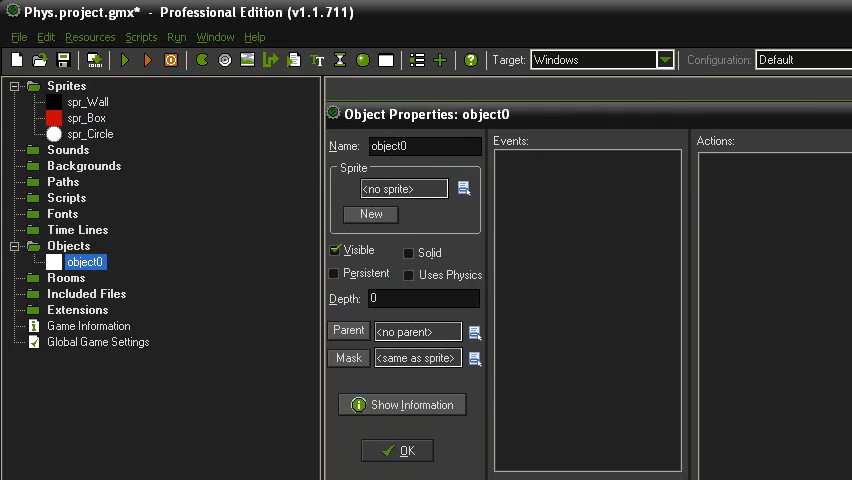 Phys.project.gmx* - Professional Edition (v1.1.711)
File Edit Resources Scripts Run Window Help
Target: Windows Configuration: Default
Sprites
spr_Wall
spr_Box
spr_Circle
Sounds
Backgrounds
Paths
Scripts
Fonts
Time Lines
Objects
object0
Rooms
Included Files
Extensions
Game Information
Global Game Settings
Object Properties: object0
Name: object0
Sprite
<no sprite>
New
Visible Solid
Persistent Uses Physics
Depth: 0
Parent <no parent>
Mask <same as sprite>
Show Information
OK
Events:
Actions: